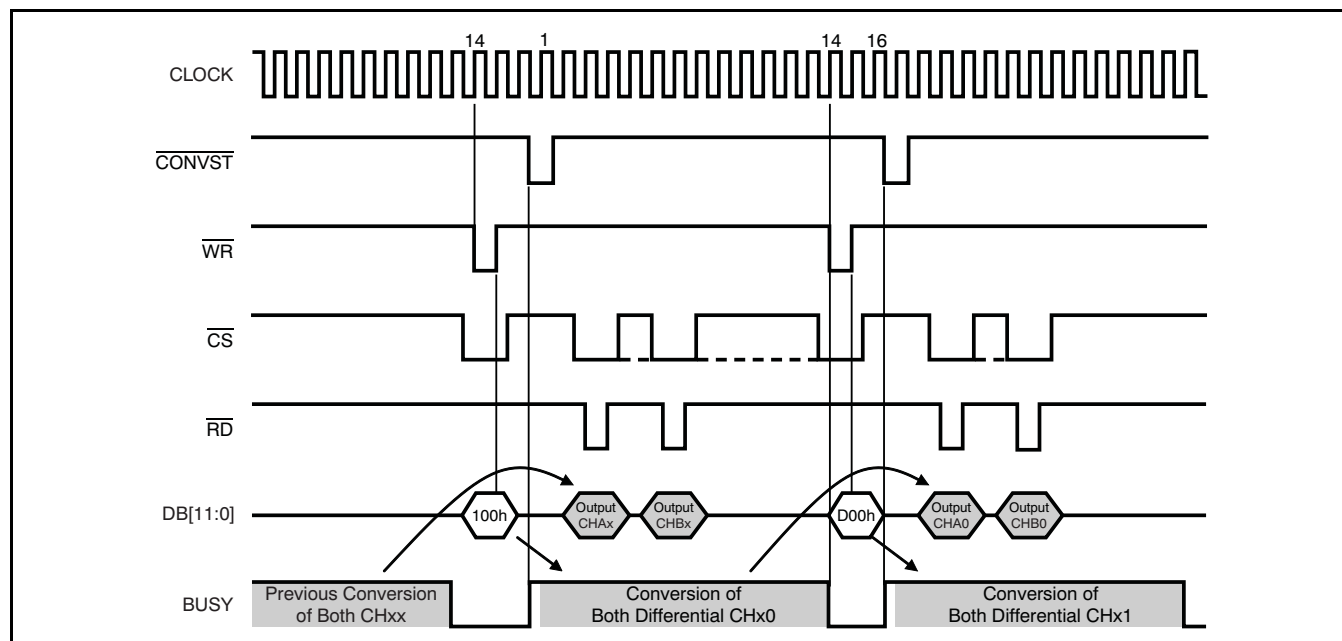 14 1 14 16
CLOCK
CONVST
WR
CS
RD
DB[11:0]
100h
Output
CHAx
Output
CHBx
D00h
Output
CHA0
Output
CHB0
BUSY
Previous Conversion
of Both CHxx
Conversion of
Both Differential CHx0
Conversion of
Both Differential CHx1